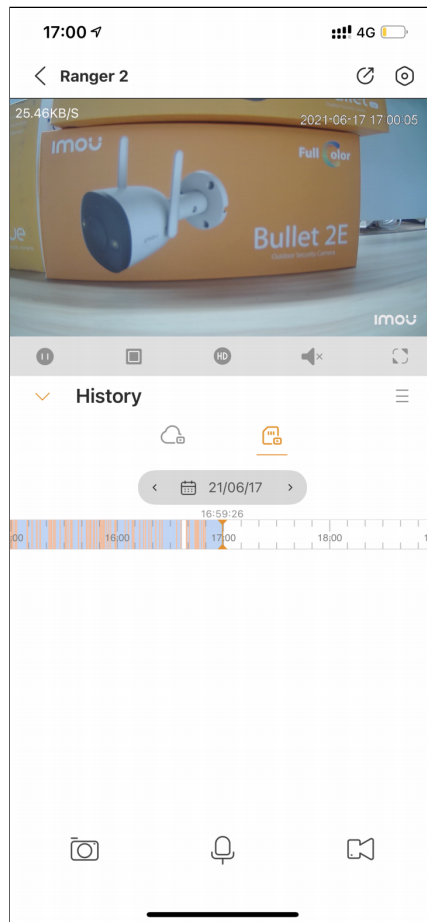 17:00
4G
Ranger 2
25.46KB/S
2021-06-17 17:00:05
imou
Full Color
Bullet 2E
Outdoor Security Camera
imou
HD
History
21/06/17
16:59:26
:00 16:00 17:00 18:00 1